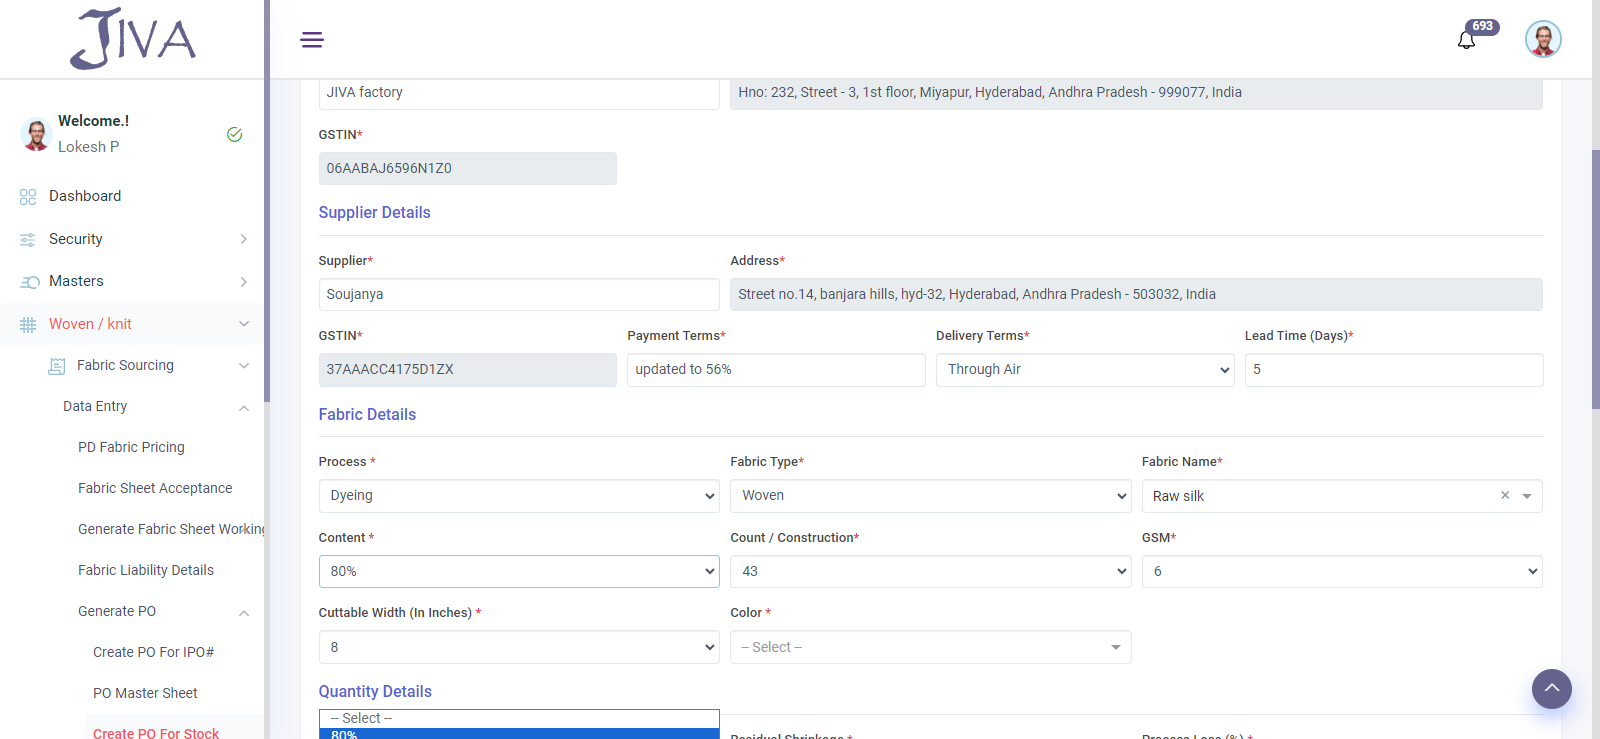 JIVA
693
Welcome.!
Lokesh P
Dashboard
Security
Masters
Woven / knit
Fabric Sourcing
Data Entry
PD Fabric Pricing
Fabric Sheet Acceptance
Generate Fabric Sheet Working
Fabric Liability Details
Generate PO
Create PO For IPO#
PO Master Sheet
Create PO For Stock
JIVA factory
Hno: 232, Street - 3, 1st floor, Miyapur, Hyderabad, Andhra Pradesh - 999077, India
GSTIN*
06AABAJ6596N1Z0
Supplier Details
Supplier* Address*
Soujanya Street no.14, banjara hills, hyd-32, Hyderabad, Andhra Pradesh - 503032, India
GSTIN* Payment Terms* Delivery Terms* Lead Time (Days)*
37AAACC4175D1ZX updated to 56% Through Air 5
Fabric Details
Process * Fabric Type* Fabric Name*
Dyeing Woven Raw silk ×
Content * Count / Construction* GSM*
80% 43 6
Cuttable Width (In Inches) * Color *
8 -- Select --
Quantity Details
-- Select --
80%
Residual Shrinkage * Process Loss (%) *